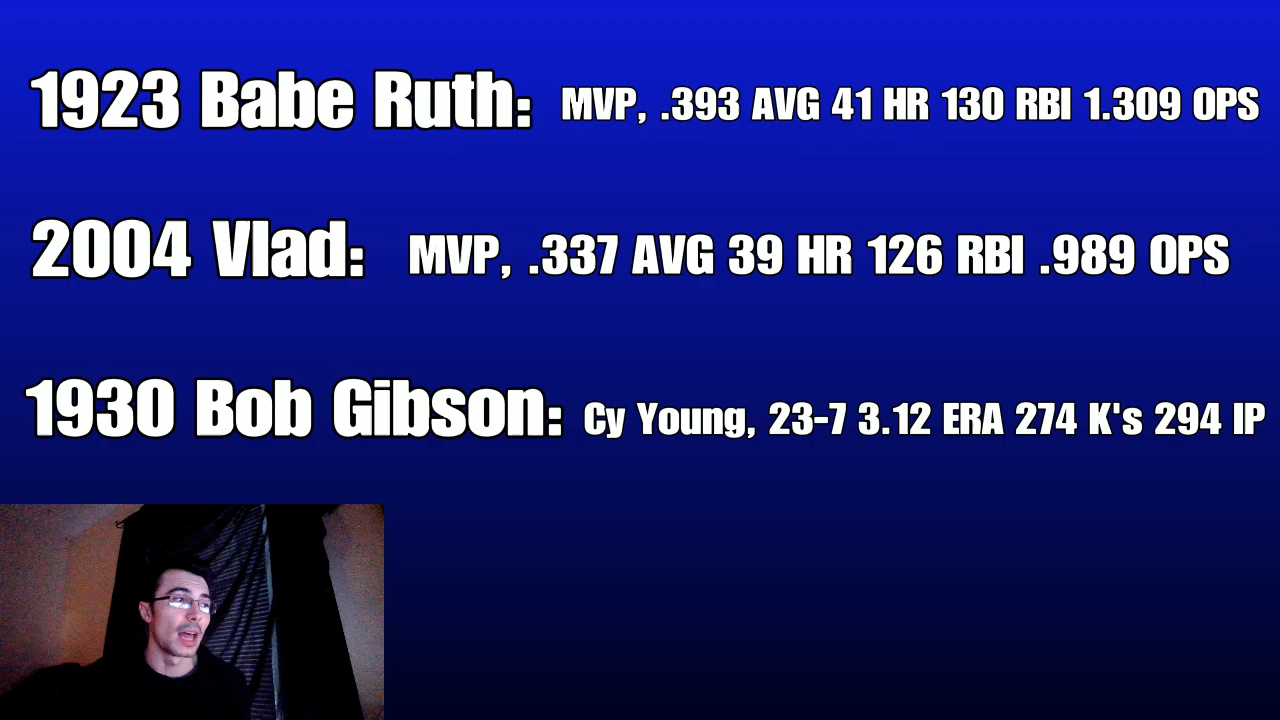 1923 Babe Ruth: MVP, .393 AVG 41 HR 130 RBI 1.309 OPS
2004 Vlad: MVP, .337 AVG 39 HR 126 RBI .989 OPS
1930 Bob Gibson: Cy Young, 23-7 3.12 ERA 274 K's 294 IP